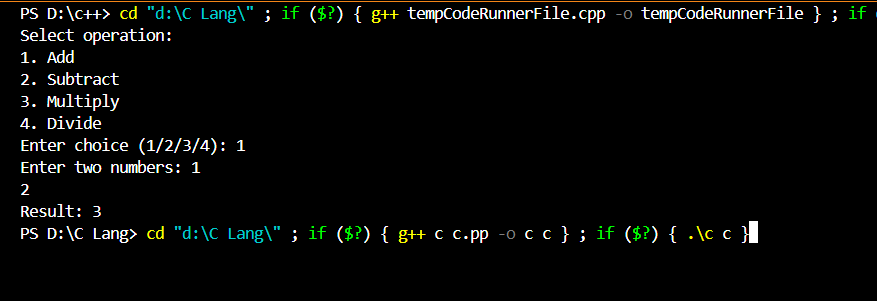 PS D:\c++> cd "d:\C Lang\" ; if ($?) { g++ tempCodeRunnerFile.cpp -o tempCodeRunnerFile } ; if
Select operation:
1. Add
2. Subtract
3. Multiply
4. Divide
Enter choice (1/2/3/4): 1
Enter two numbers: 1
2
Result: 3
PS D:\C Lang> cd "d:\C Lang\" ; if ($?) { g++ c c.pp -o c c } ; if ($?) { .\c c }